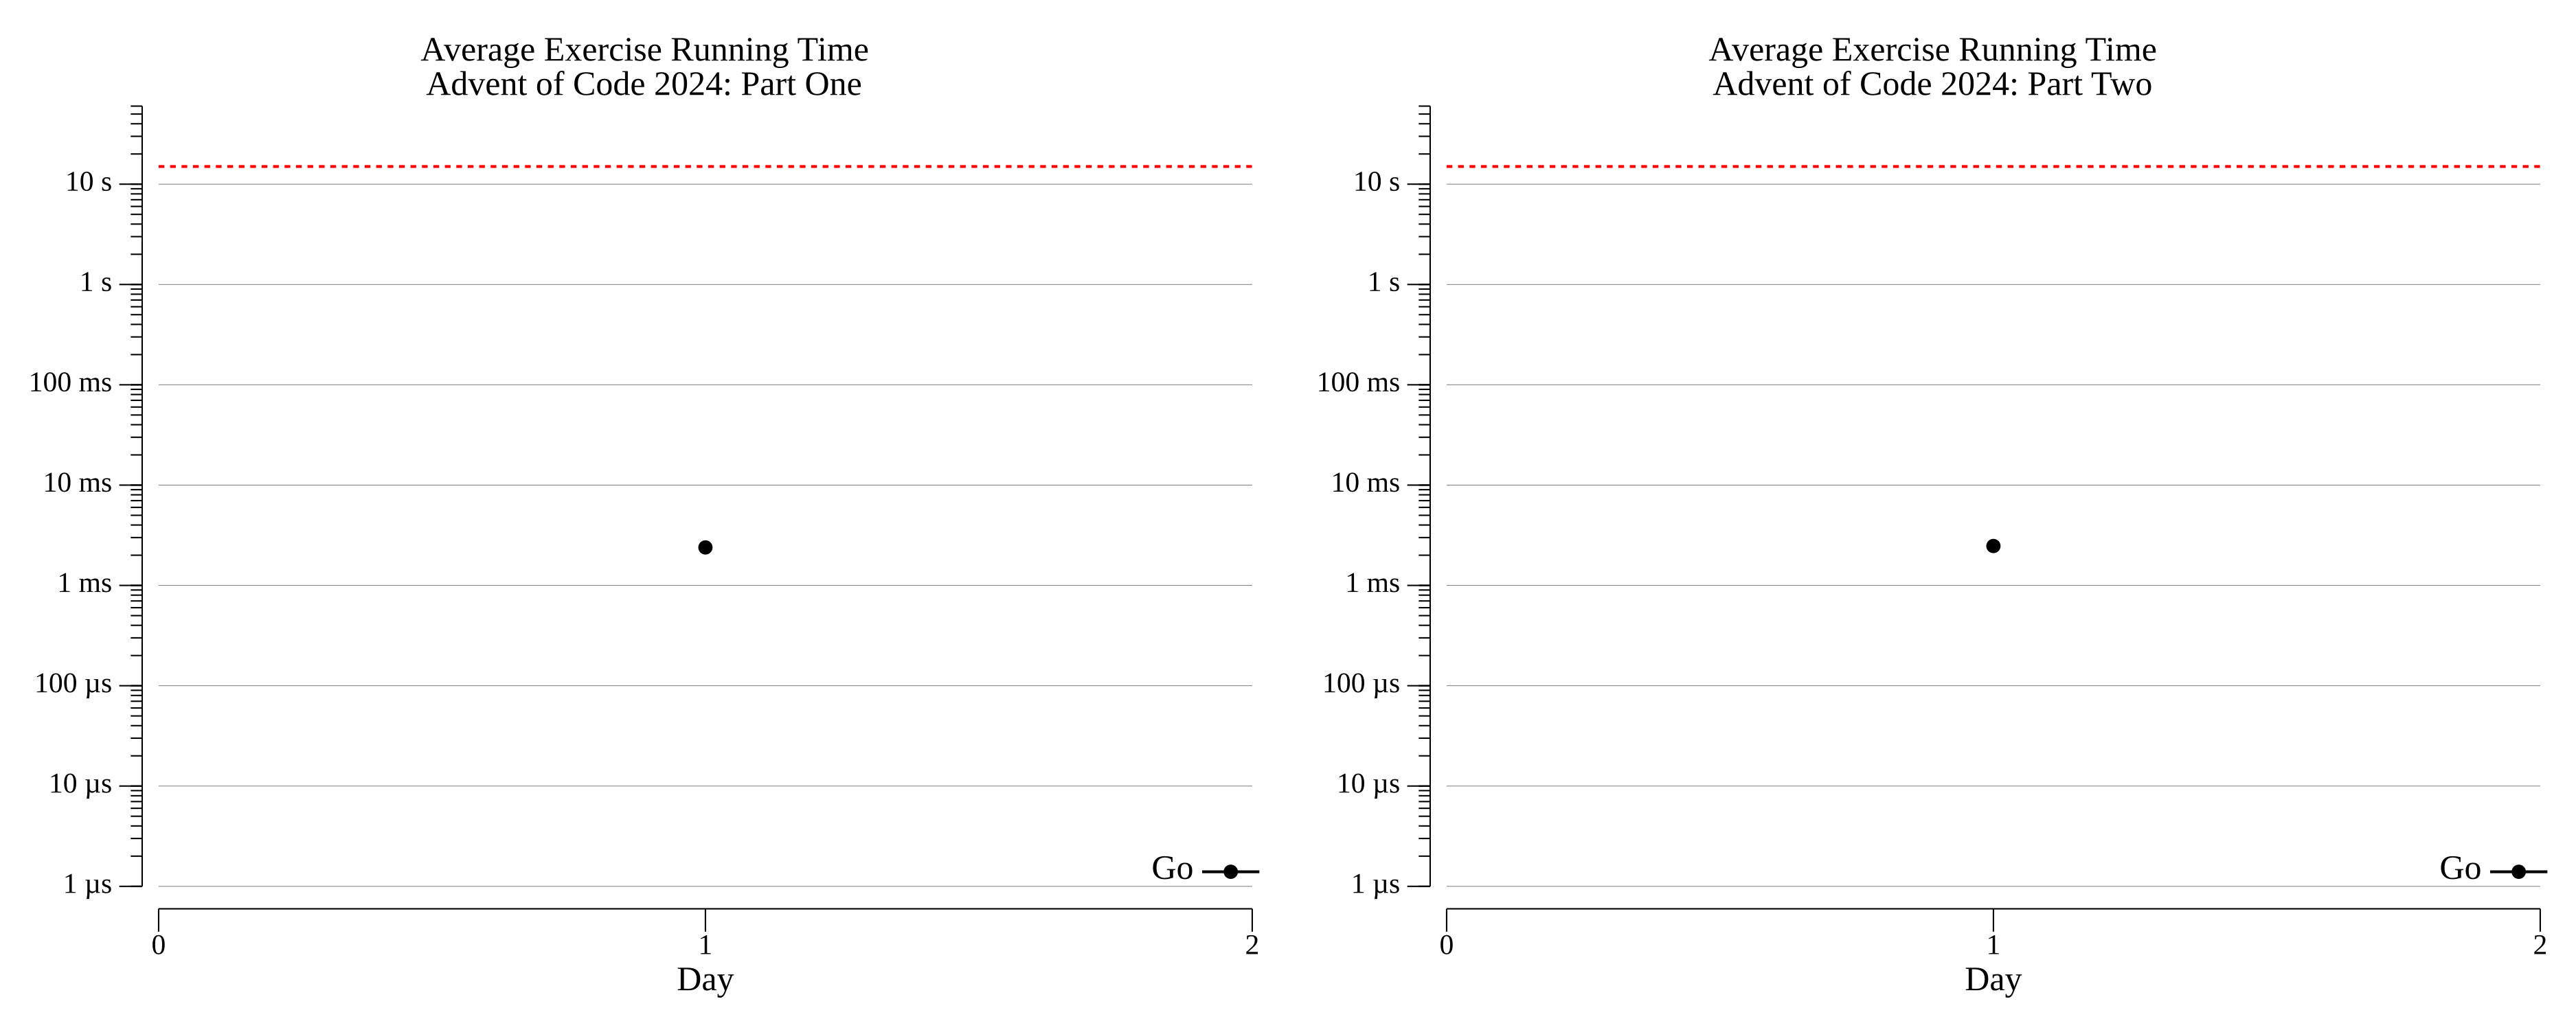 Average Exercise Running Time
Advent of Code 2024: Part One
10 s
1 s
100 ms
10 ms
1 ms
100 µs
10 µs
1 µs
Go
0 1 2
Day
Average Exercise Running Time
Advent of Code 2024: Part Two
10 s
1 s
100 ms
10 ms
1 ms
100 µs
10 µs
1 µs
Go
0 1 2
Day